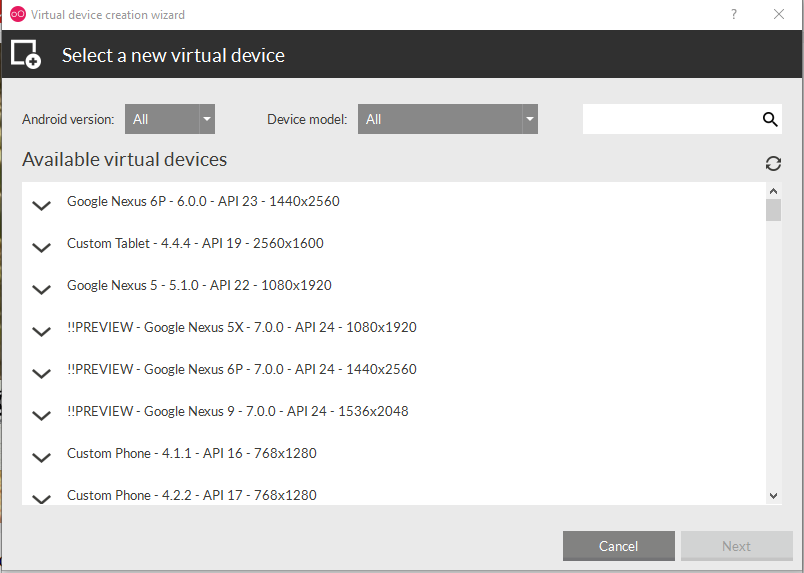 Virtual device creation wizard
Select a new virtual device
Android version: All Device model: All
Available virtual devices
Google Nexus 6P - 6.0.0 - API 23 - 1440x2560
Custom Tablet - 4.4.4 - API 19 - 2560x1600
Google Nexus 5 - 5.1.0 - API 22 - 1080x1920
!!PREVIEW - Google Nexus 5X - 7.0.0 - API 24 - 1080x1920
!!PREVIEW - Google Nexus 6P - 7.0.0 - API 24 - 1440x2560
!!PREVIEW - Google Nexus 9 - 7.0.0 - API 24 - 1536x2048
Custom Phone - 4.1.1 - API 16 - 768x1280
Custom Phone - 4.2.2 - API 17 - 768x1280
Cancel Next